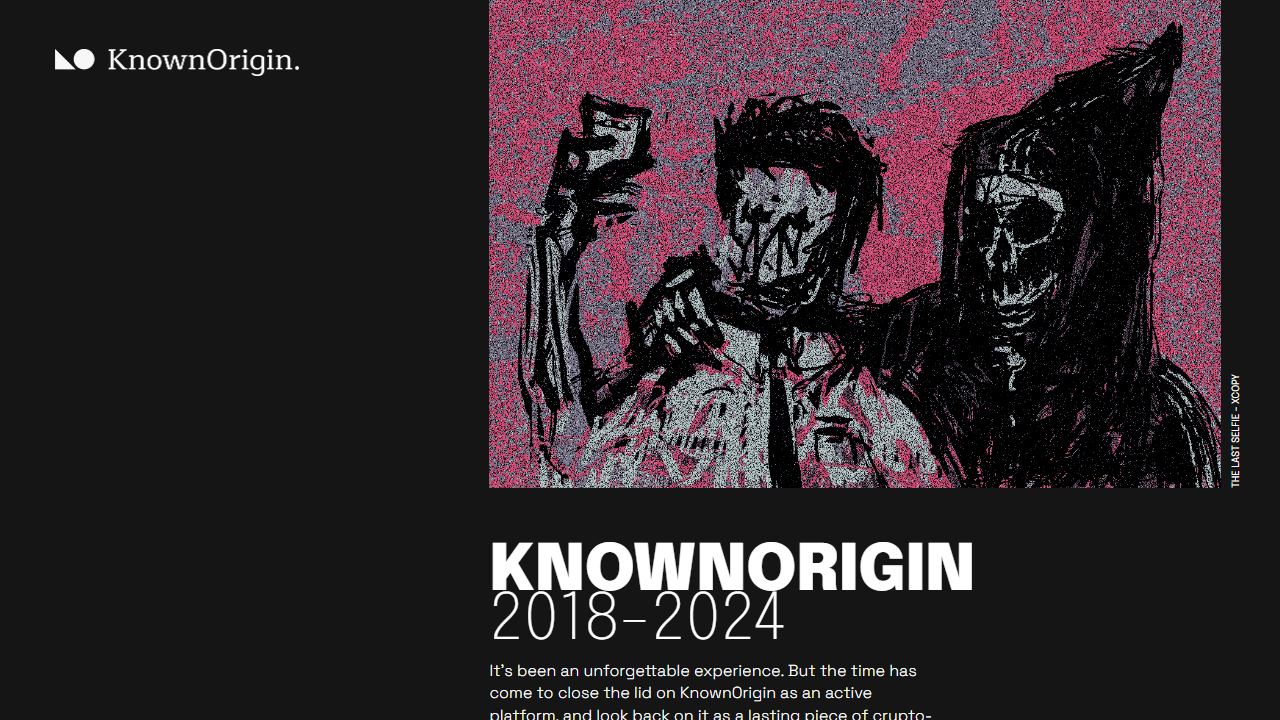 KnownOrigin.
THE LAST SELFIE – XCOPY
KNOWNORIGIN
2018–2024
It's been an unforgettable experience. But the time has
come to close the lid on KnownOrigin as an active
platform, and look back on it as a lasting piece of crypto-